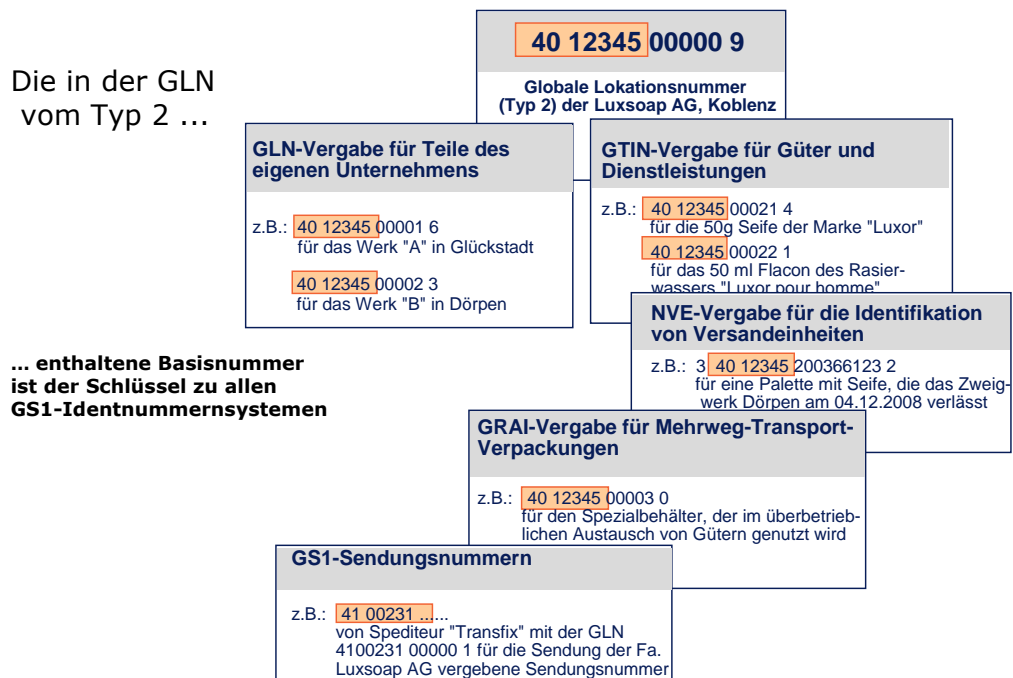 Die in der GLN
vom Typ 2 ...
40 12345 00000 9
Globale Lokationsnummer
(Typ 2) der Luxsoap AG, Koblenz
GLN-Vergabe für Teile des
eigenen Unternehmens
z.B.: 40 12345 00001 6
für das Werk "A" in Glückstadt
40 12345 00002 3
für das Werk "B" in Dörpen
GTIN-Vergabe für Güter und
Dienstleistungen
z.B.: 40 12345 00021 4
für die 50g Seife der Marke "Luxor"
40 12345 00022 1
für das 50 ml Flacon des Rasier-
wassers "Luxor pour homme"
NVE-Vergabe für die Identifikation
von Versandeinheiten
z.B.: 3 40 12345 200366123 2
für eine Palette mit Seife, die das Zweig-
werk Dörpen am 04.12.2008 verlässt
... enthaltene Basisnummer
ist der Schlüssel zu allen
GS1-Identnummernsystemen
GRAI-Vergabe für Mehrweg-Transport-
Verpackungen
z.B.: 40 12345 00003 0
für den Spezialbehälter, der im überbetrieb-
lichen Austausch von Gütern genutzt wird
GS1-Sendungsnummern
z.B.: 41 00231 ......
von Spediteur "Transfix" mit der GLN
4100231 00000 1 für die Sendung der Fa.
Luxsoap AG vergebene Sendungsnummer